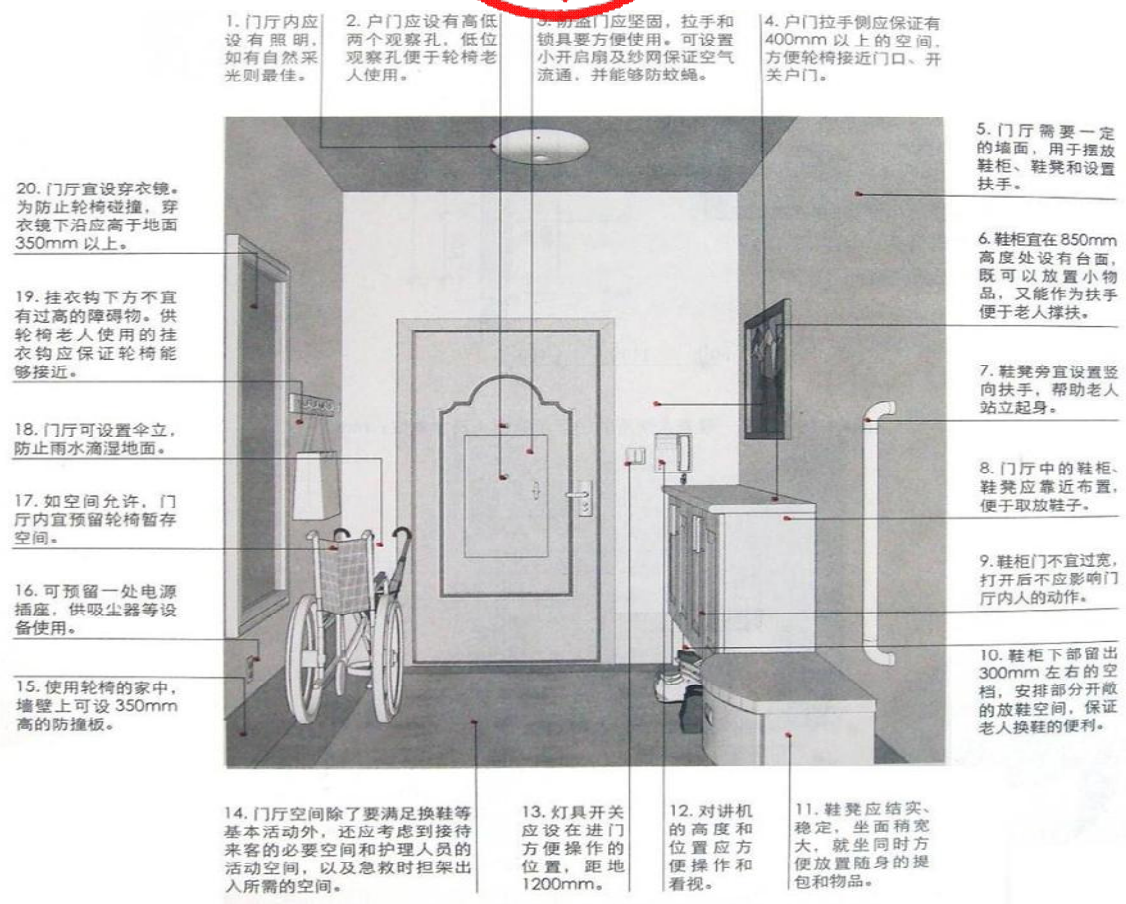 1. 门厅内应
设有照明,
如有自然采
光则最佳。
2. 户门应设有高低
两个观察孔, 低位
观察孔便于轮椅老
人使用。
3. 防盗门应坚固, 拉手和
锁具要方便使用。可设置
小开启扇及纱网保证空气
流通, 并能够防蚊蝇。
4. 户门拉手侧应保证有
400mm 以上的空间,
方便轮椅接近门口、开
关户门。
5. 门厅需要一定
的墙面, 用于摆放
鞋柜、鞋凳和设置
扶手。
6. 鞋柜宜在850mm
高度处设有台面,
既可以放置小物
品, 又能作为扶手
便于老人撑扶。
7. 鞋凳旁宜设置竖
向扶手, 帮助老人
站立起身。
8. 门厅中的鞋柜、
鞋凳应靠近布置,
便于取放鞋子。
9. 鞋柜门不宜过宽,
打开后不应影响门
厅内人的动作。
10. 鞋柜下部留出
300mm 左右的空
档, 安排部分开敞
的放鞋空间, 保证
老人换鞋的便利。
11. 鞋凳应结实、
稳定, 坐面稍宽
大, 就坐同时方
便放置随身的提
包和物品。
12. 对讲机
的高度和
位置应方
便操作和
看视。
13. 灯具开关
应设在进门
方便操作的
位置, 距地
1200mm。
14. 门厅空间除了要满足换鞋等
基本活动外, 还应考虑到接待
来客的必要空间和护理人员的
活动空间, 以及急救时担架出
入所需的空间。
15. 使用轮椅的家中,
墙壁上可设 350mm
高的防撞板。
16. 可预留一处电源
插座, 供吸尘器等设
备使用。
17. 如空间允许, 门
厅内宜预留轮椅暂存
空间。
18. 门厅可设置伞立,
防止雨水滴湿地面。
19. 挂衣钩下方不宜
有过高的障碍物。供
轮椅老人使用的挂
衣钩应保证轮椅能
够接近。
20. 门厅宜设穿衣镜。
为防止轮椅碰撞, 穿
衣镜下沿应高于地面
350mm 以上。